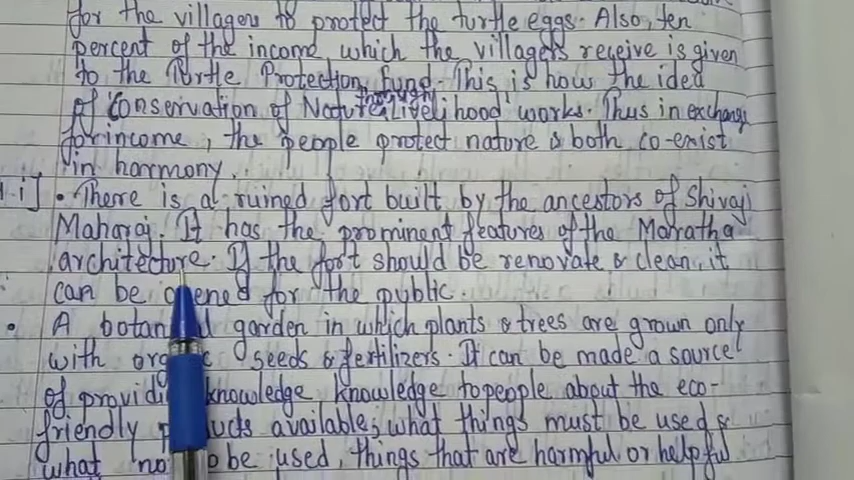 for the villagers to protect the turtle eggs. Also, ten
percent of the income which the villagers receive is given
to the Turtle Protection Fund. This is how the idea
of 'Conservation of Nature through Livelihood' works. Thus in exchange
for income, the people protect nature & both co-exist
in harmony.
i] • There is a ruined fort built by the ancestors of Shivaji
Maharaj. It has the prominent features of the Maratha
architecture. If the fort should be renovate & clean, it
can be opened for the public.
• A botan garden in which plants & trees are grown only
with org seeds & fertilizers. It can be made a source
of providi knowledge knowledge to people about the eco-
friendly ucts available, what things must be used &
what no o be used, things that are harmful or helpful